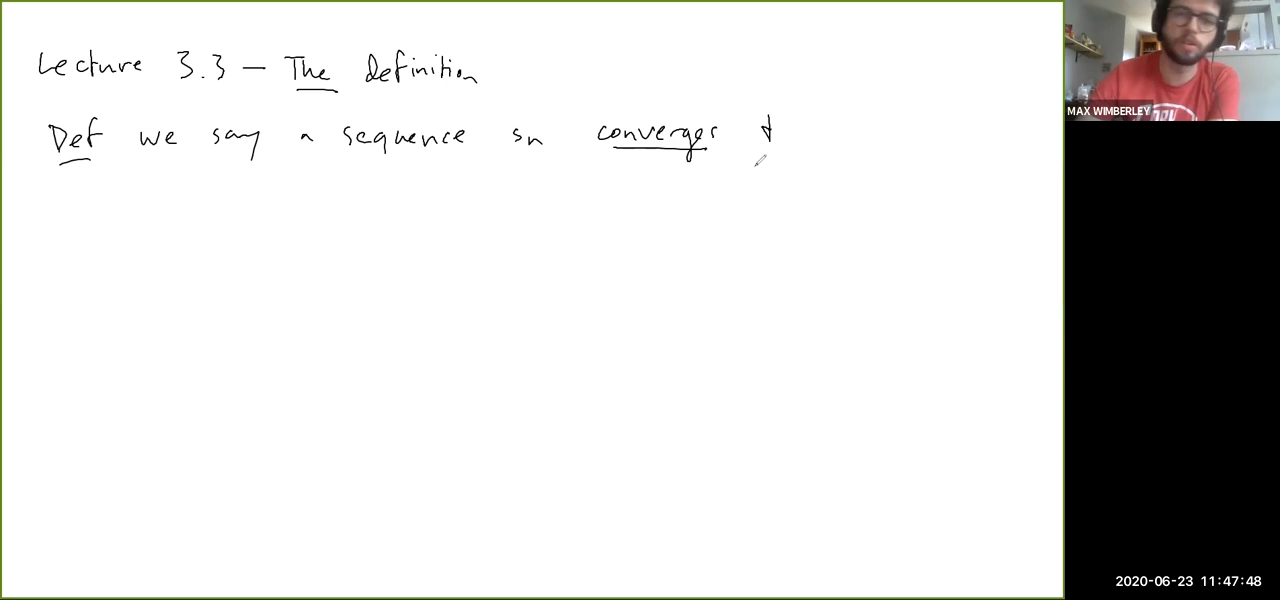 Lecture 3.3 — The definition
Def we say a sequence sn converges t
MAX WIMBERLEY
2020-06-23 11:47:48